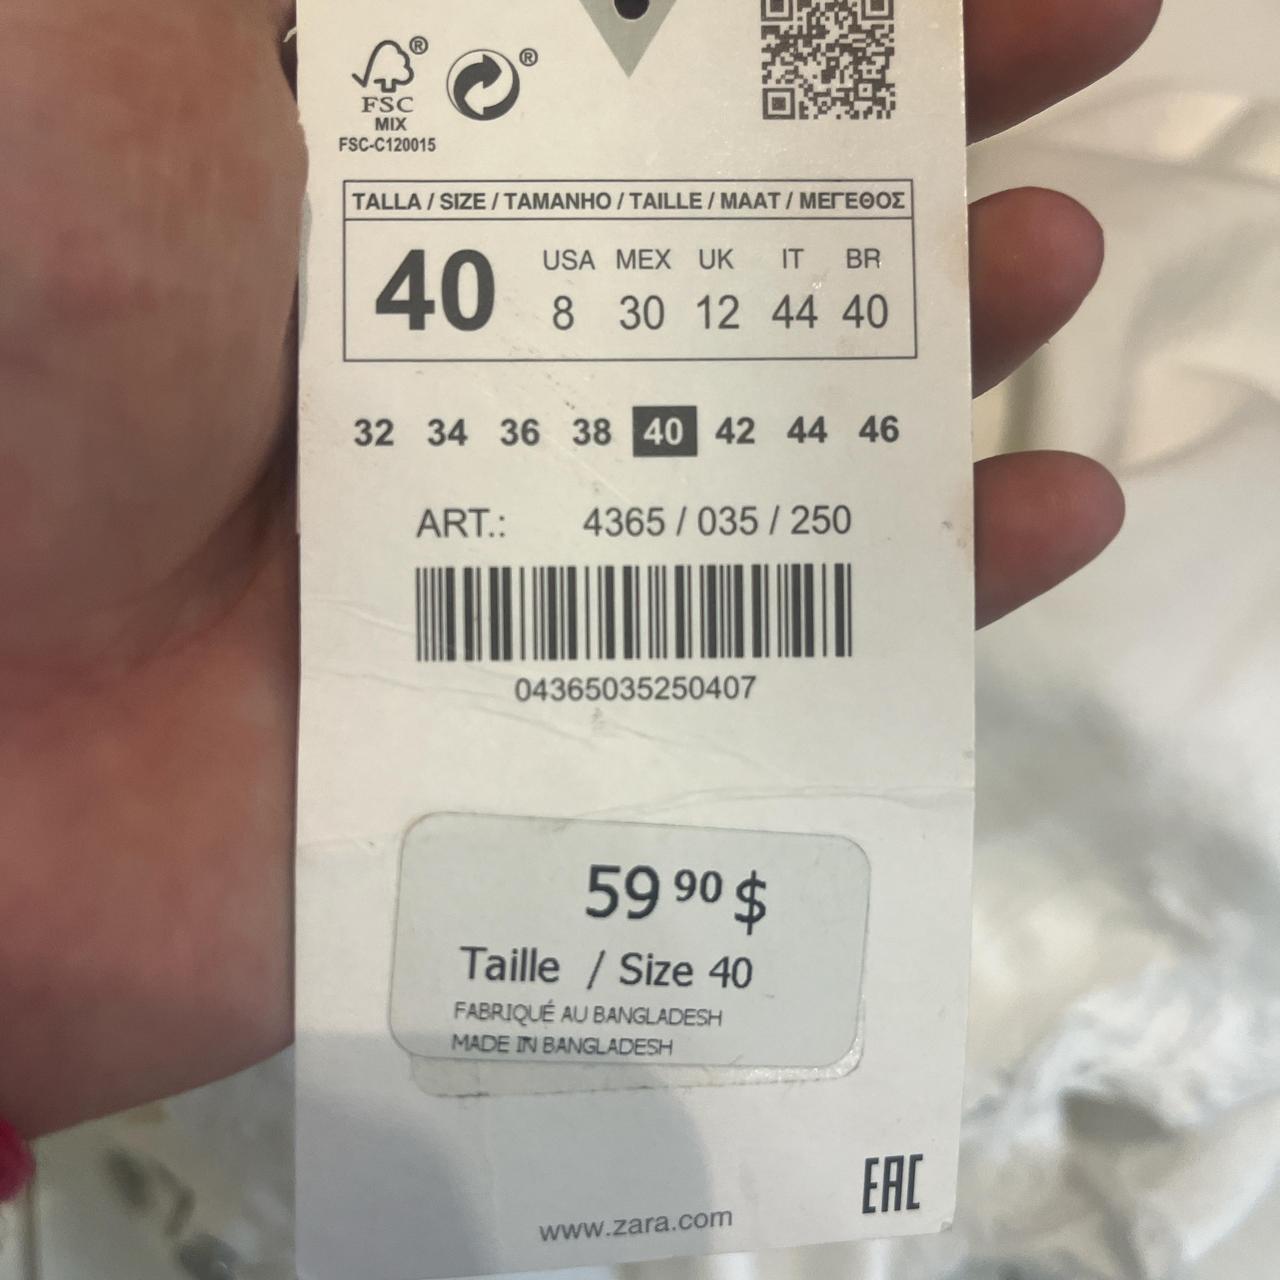 FSC
MIX
FSC-C120015
TALLA / SIZE / TAMANHO / TAILLE / MAAT / ΜΕΓΕΘΟΣ
40
USA MEX UK IT BR
8 30 12 44 40
32 34 36 38 40 42 44 46
ART.: 4365 / 035 / 250
04365035250407
59 90 $
Taille / Size 40
FABRIQUÉ AU BANGLADESH
MADE IN BANGLADESH
EAC
www.zara.com